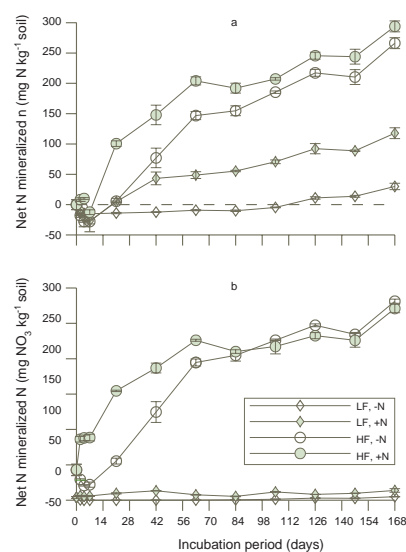 a
Net N mineralized n (mg N kg-1 soil)
300
250
200
150
100
50
0
-50
b
Net N mineralized N (mg NO3 kg-1 soil)
300
250
200
150
100
50
0
-50
LF, -N
LF, +N
HF, -N
HF, +N
0 14 28 42 56 70 84 98 112 126 140 154 168
Incubation period (days)